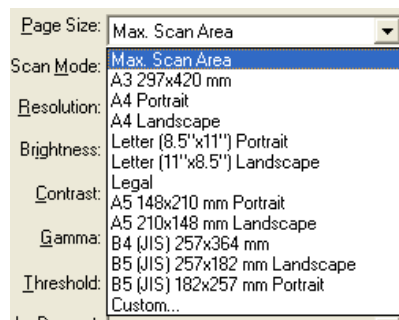 Page Size: Max. Scan Area
Scan Mode: Max. Scan Area
A3 297x420 mm
Resolution: A4 Portrait
A4 Landscape
Brightness: Letter (8.5"x11") Portrait
Letter (11"x8.5") Landscape
Legal
Contrast: A5 148x210 mm Portrait
A5 210x148 mm Landscape
Gamma: B4 (JIS) 257x364 mm
B5 (JIS) 257x182 mm Landscape
Threshold: B5 (JIS) 182x257 mm Portrait
Custom...